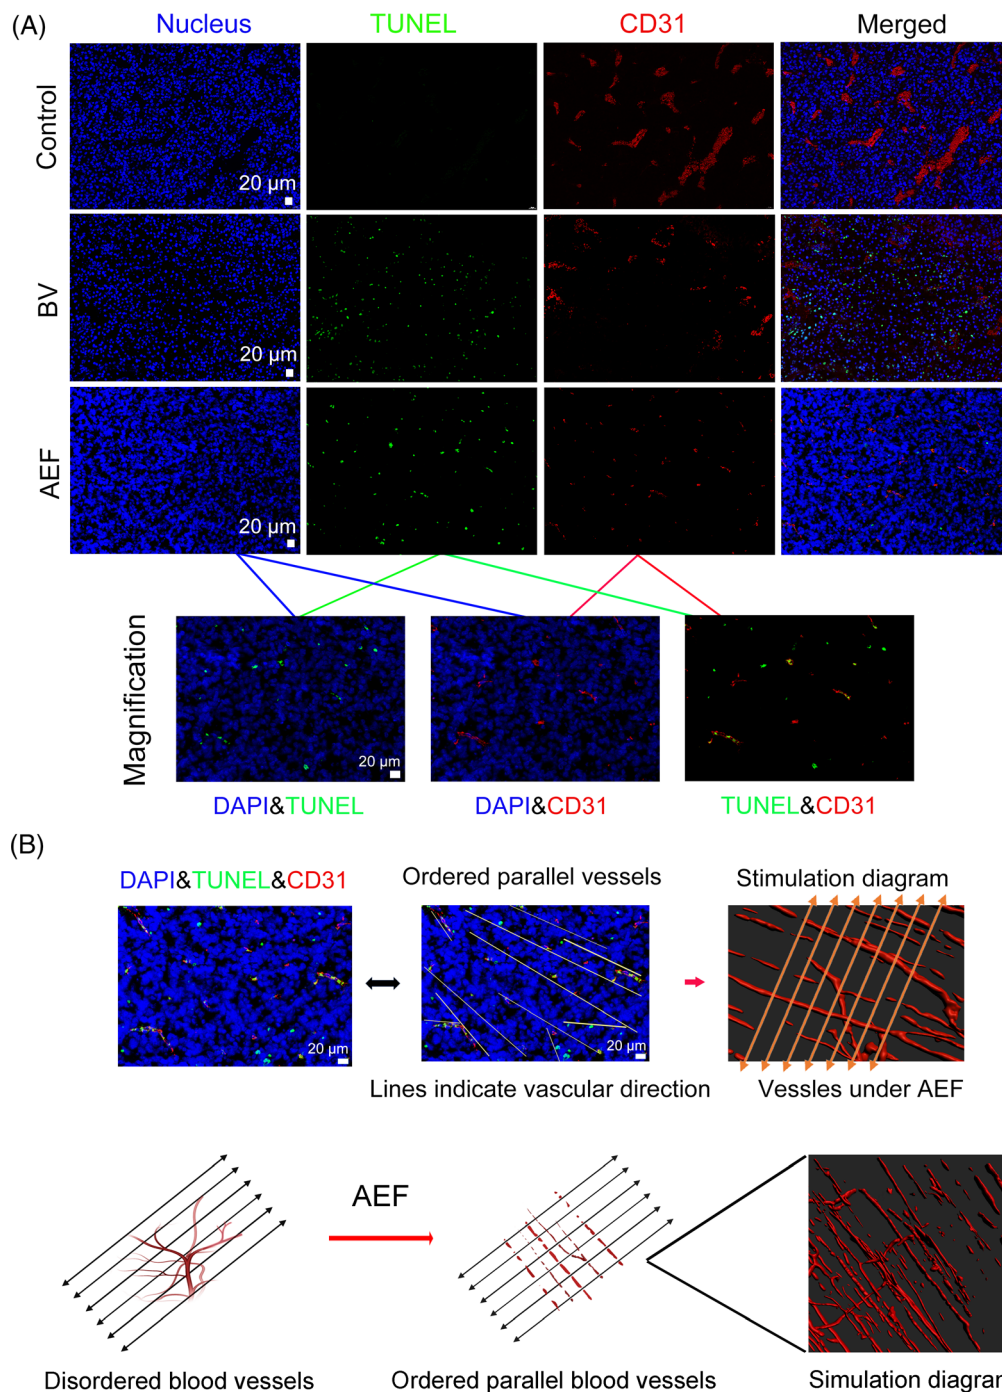 (A)
Nucleus TUNEL CD31 Merged
Control
20 µm
BV
20 µm
AEF
20 µm
Magnification
20 µm
DAPI&TUNEL DAPI&CD31 TUNEL&CD31
(B)
DAPI&TUNEL&CD31 Ordered parallel vessels Stimulation diagram
20 µm 20 µm
Lines indicate vascular direction Vessles under AEF
AEF
Disordered blood vessels Ordered parallel blood vessels Simulation diagram